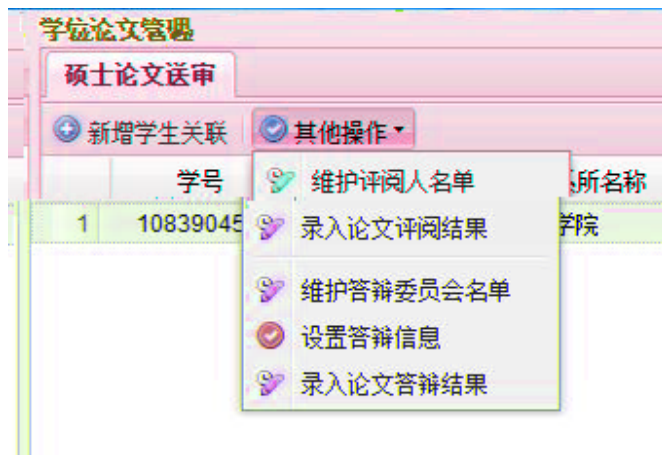 学位论文管理
硕士论文送审
新增学生关联 其他操作
学号 所名称
维护评阅人名单
1 10839045 学院
录入论文评阅结果
维护答辩委员会名单
设置答辩信息
录入论文答辩结果